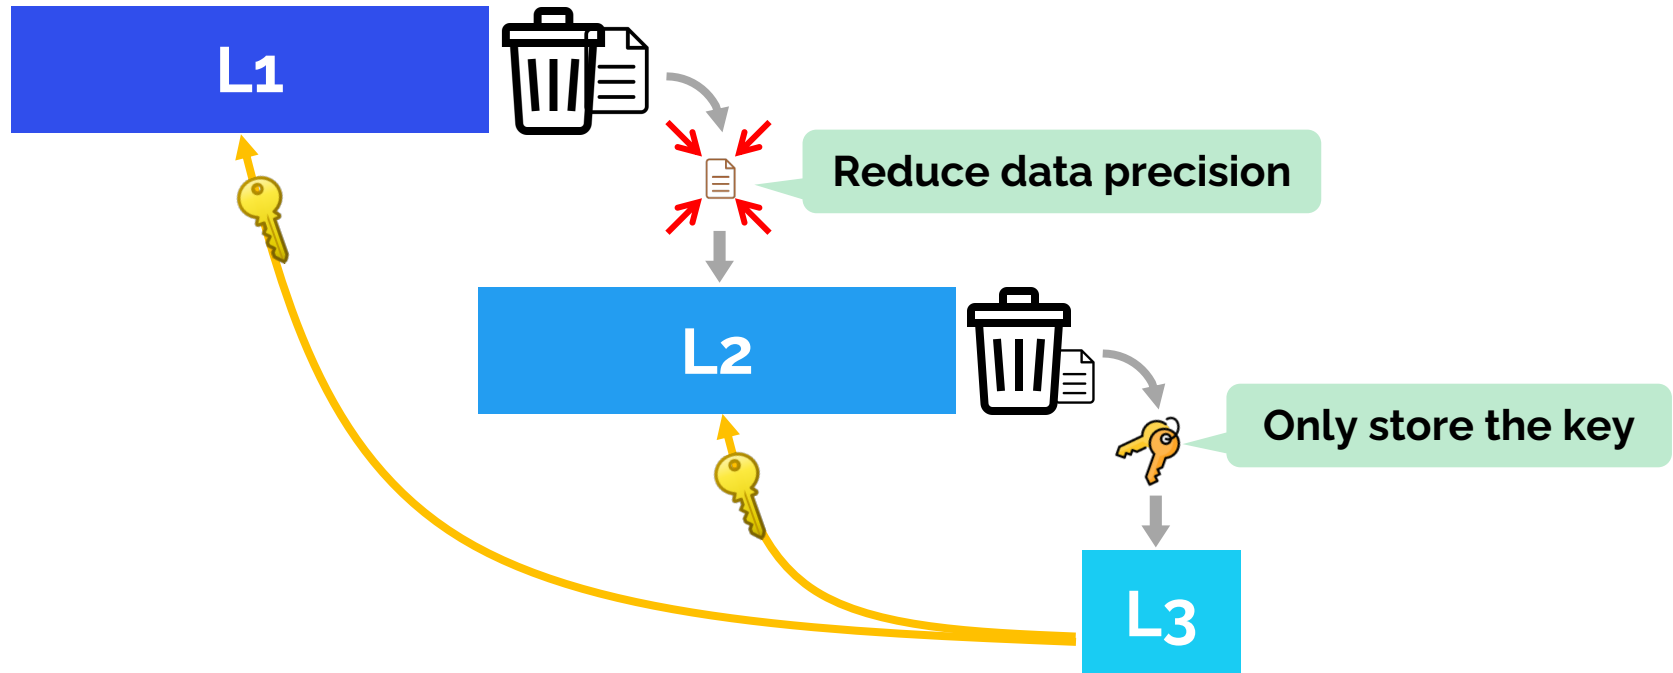 L1
Reduce data precision
L2
Only store the key
L3